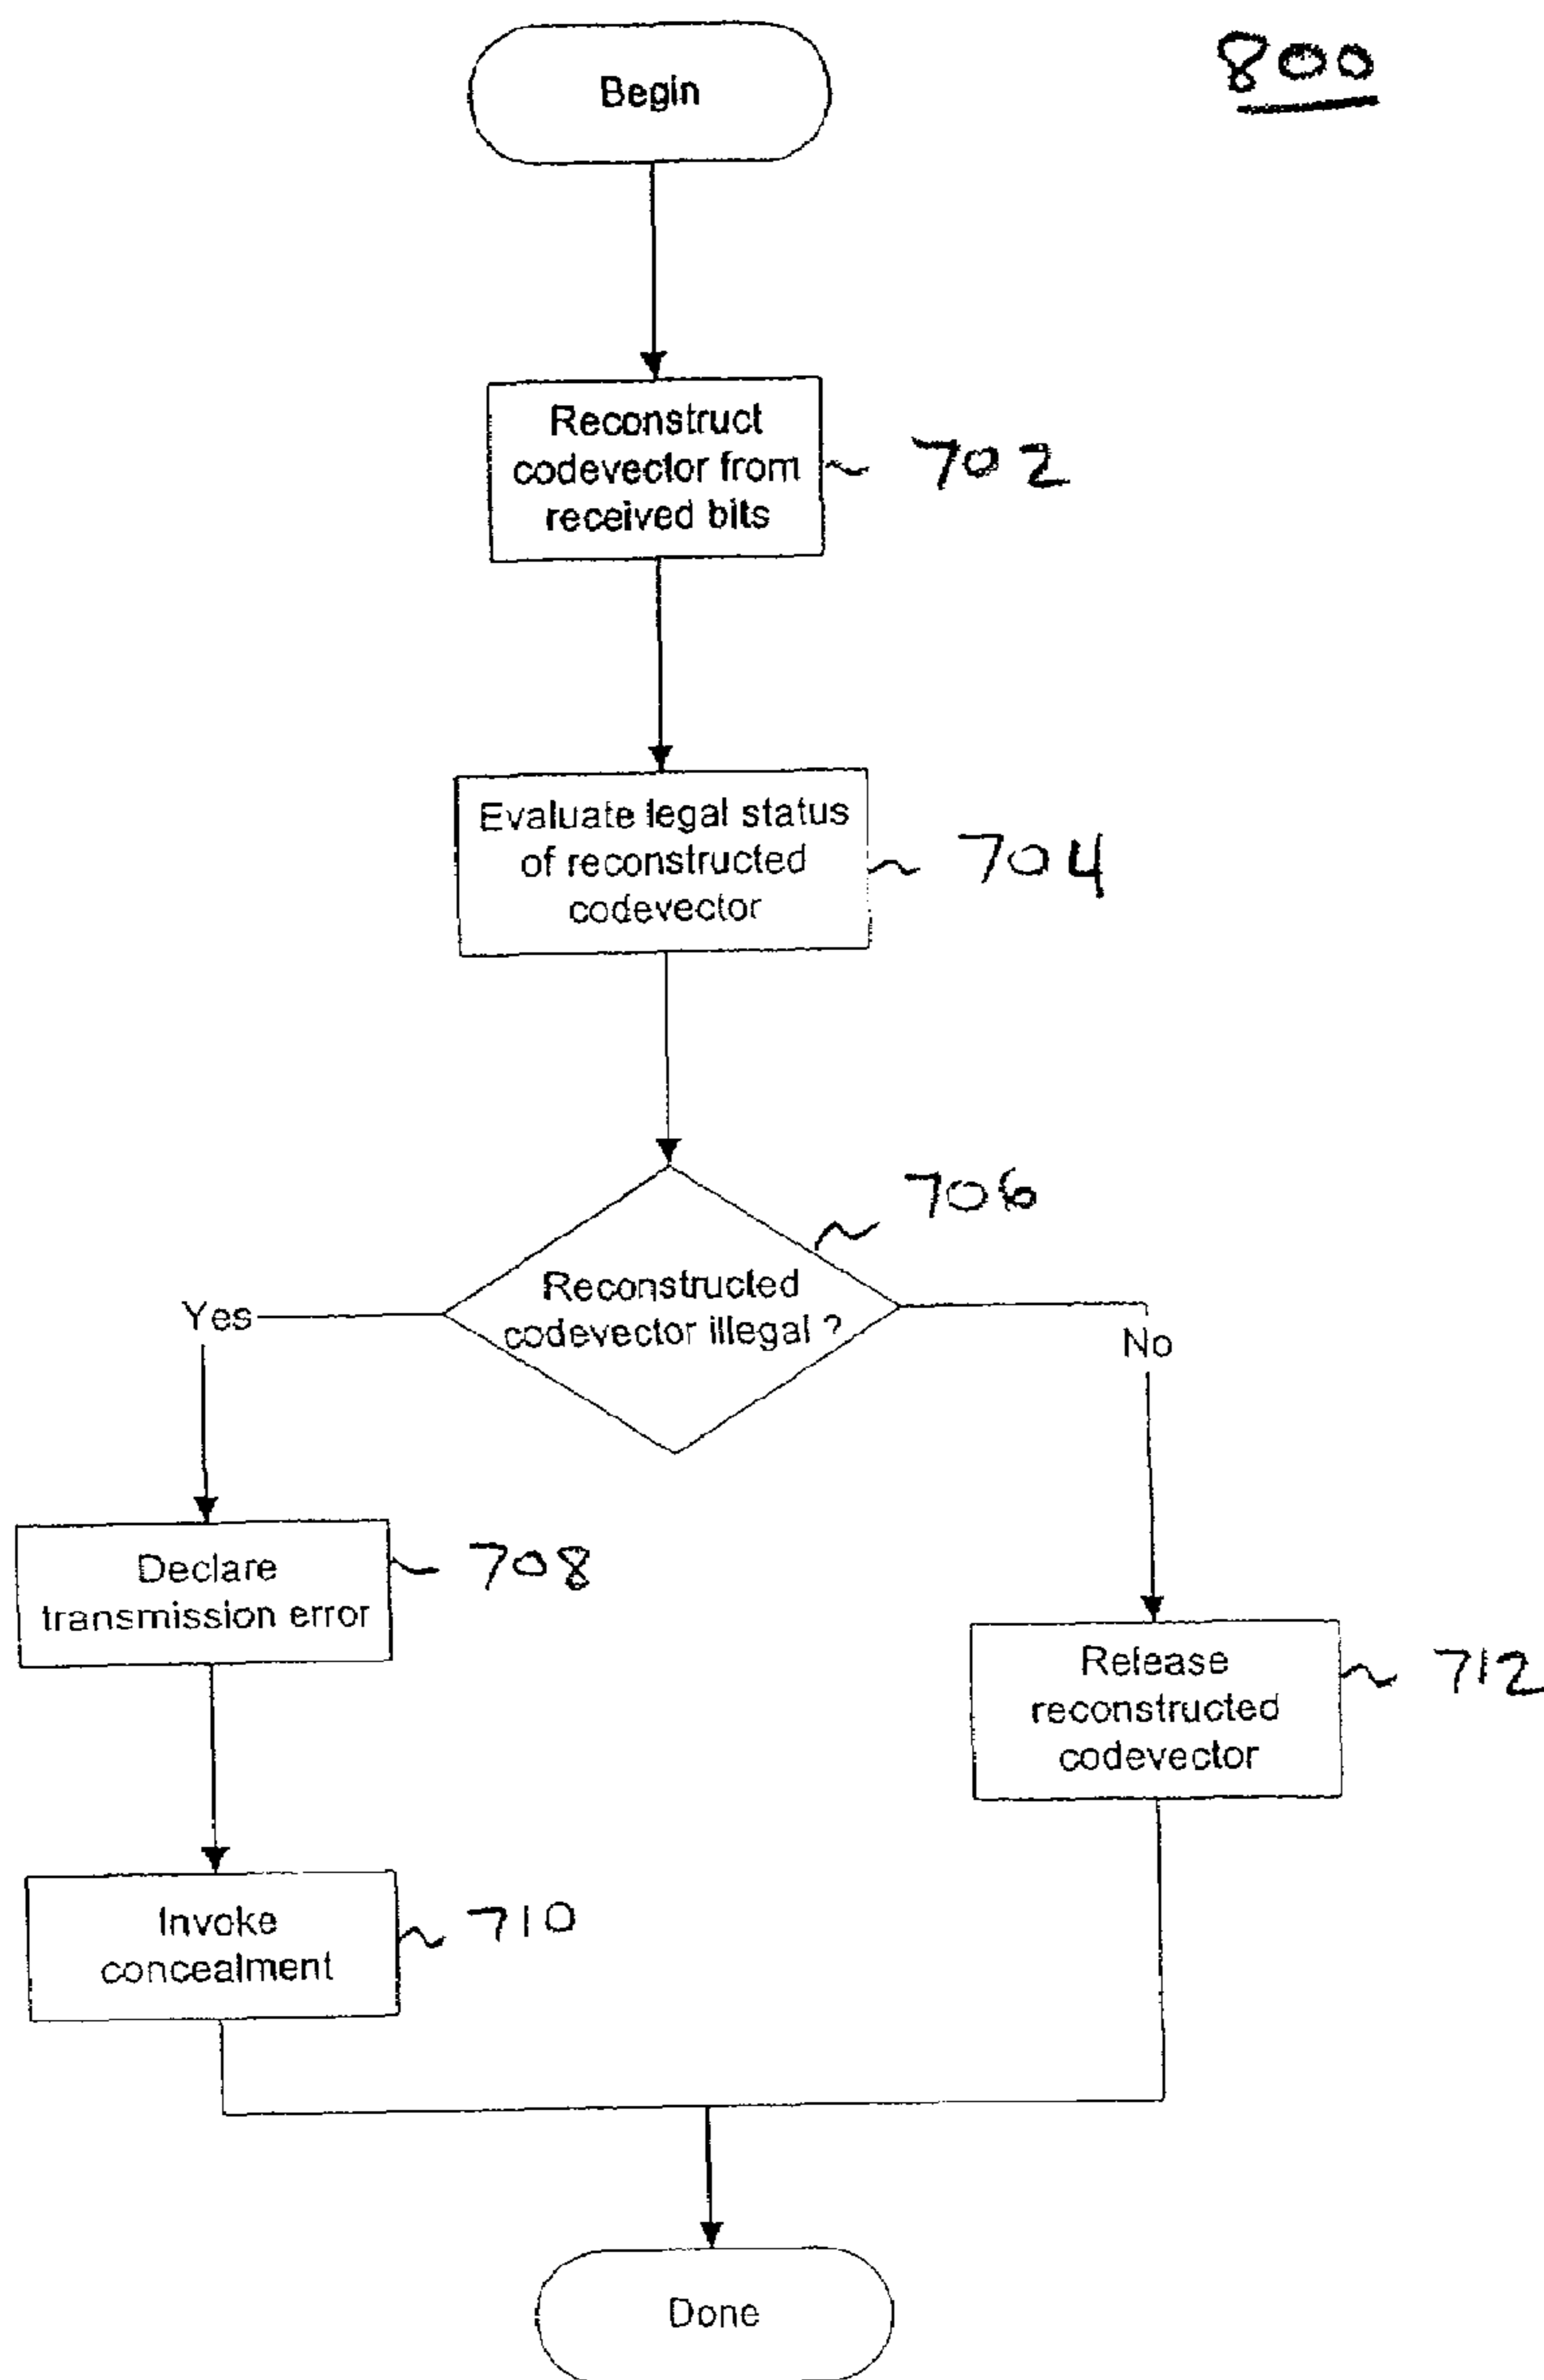 800
Begin
Reconstruct
codevector from
received bits
702
Evaluate legal status
of reconstructed
codevector
704
706
Reconstructed
codevector illegal ?
Yes
No
Declare
transmission error
708
Release
reconstructed
codevector
712
Invoke
concealment
710
Done